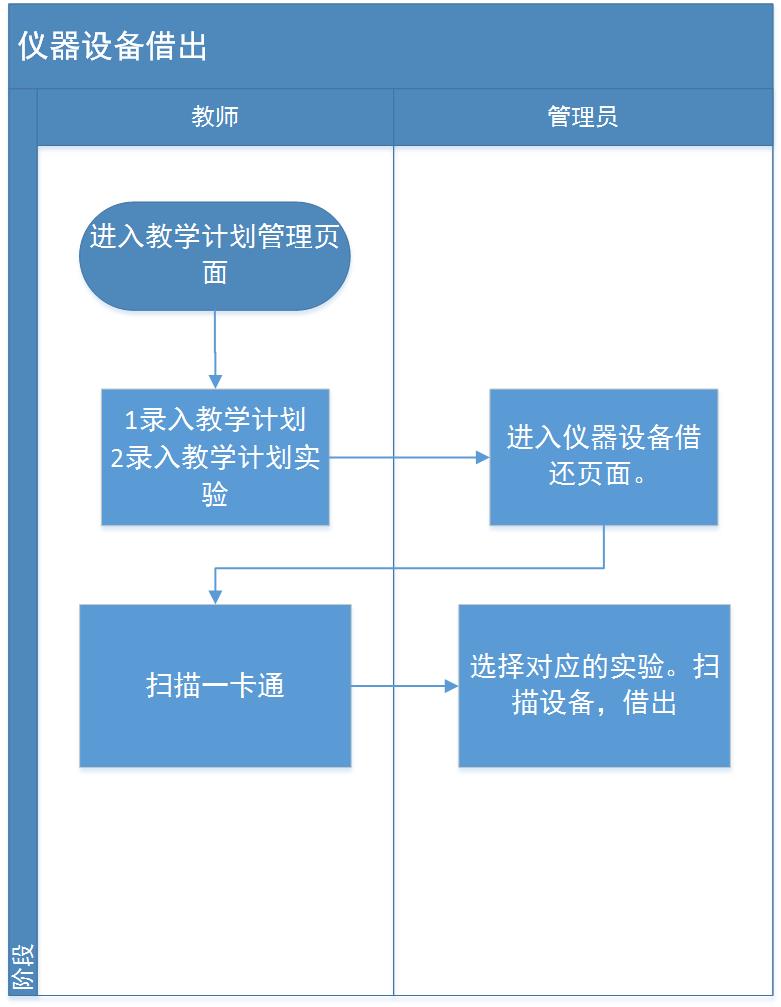 仪器设备借出
教师
管理员
进入教学计划管理页
面
1录入教学计划
2录入教学计划实
验
进入仪器设备借
还页面。
扫描一卡通
选择对应的实验。扫
描设备，借出
阶段